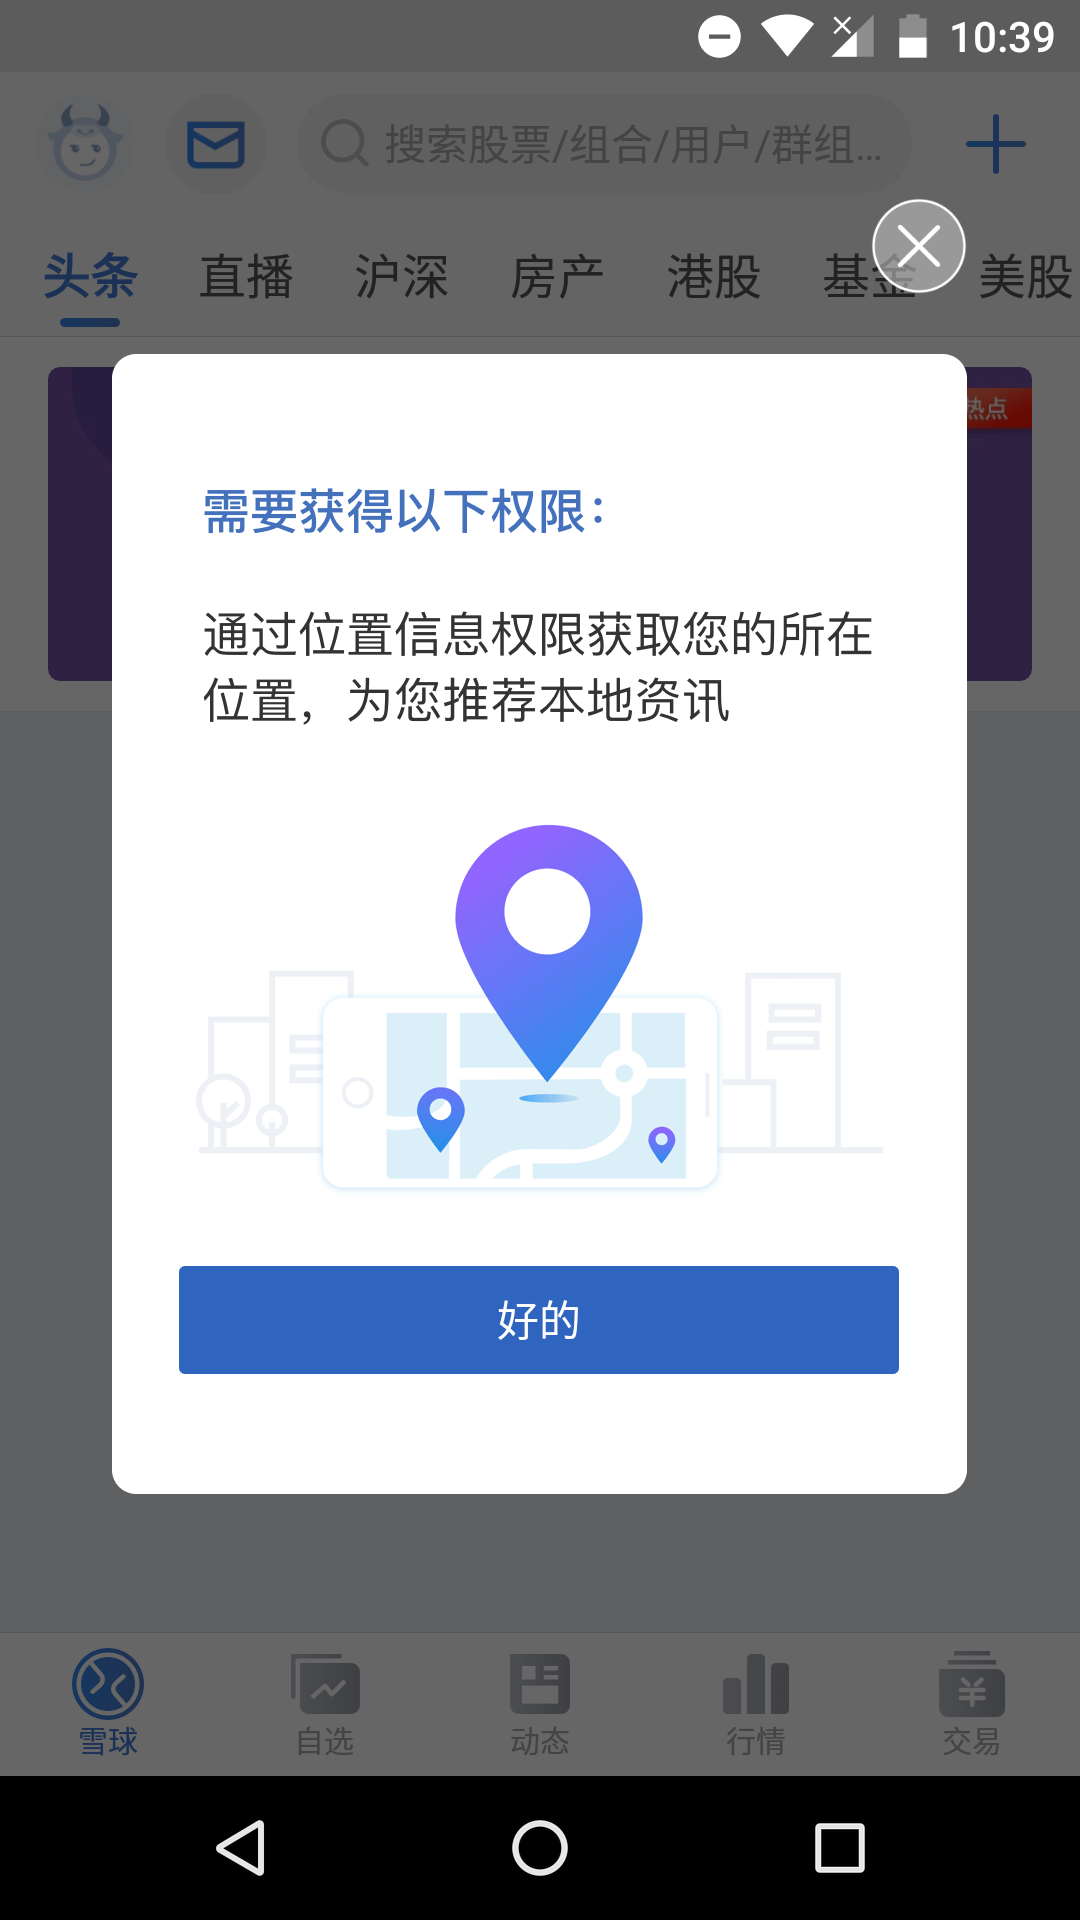 10:39
搜索股票/组合/用户/群组...
头条 直播 沪深 房产 港股 基金 美股
热点
需要获得以下权限：
通过位置信息权限获取您的所在
位置，为您推荐本地资讯
好的
雪球 自选 动态 行情 交易